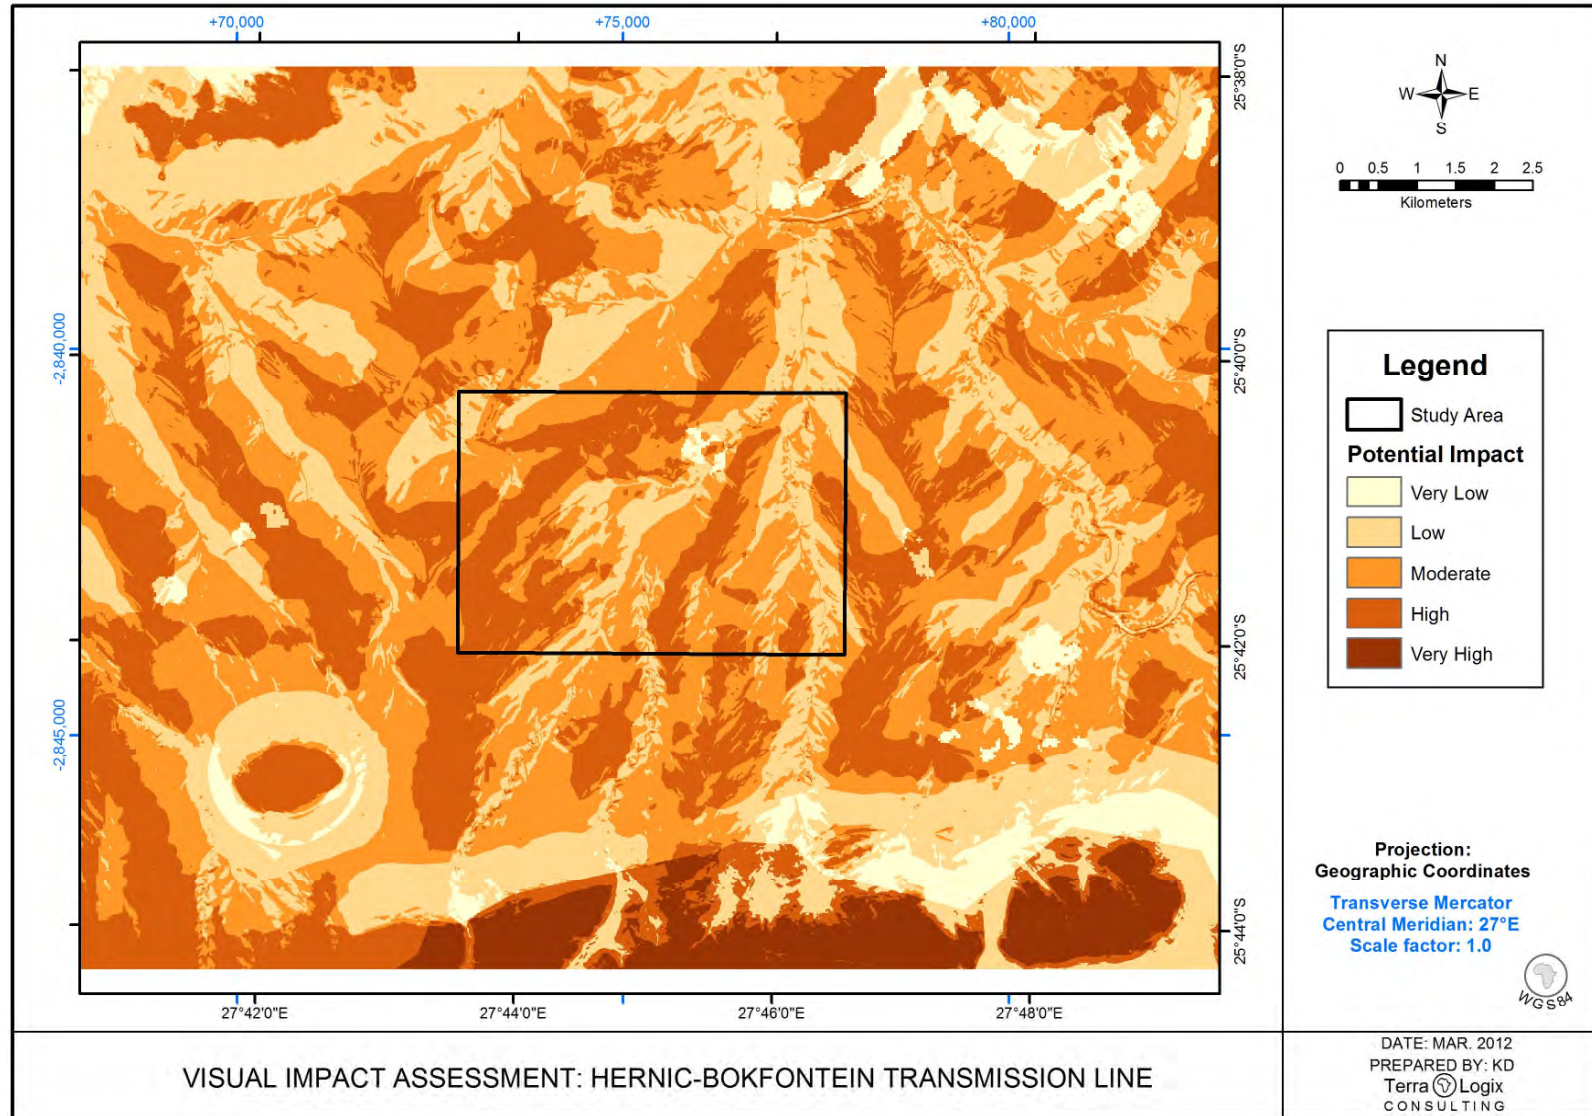 +70,000
+75,000
+80,000
25°38'0"S
25°40'0"S
25°42'0"S
25°44'0"S
-2,840,000
-2,845,000
27°42'0"E
27°44'0"E
27°46'0"E
27°48'0"E
N
W E
S
0 0.5 1 1.5 2 2.5
Kilometers
Legend
Study Area
Potential Impact
Very Low
Low
Moderate
High
Very High
Projection:
Geographic Coordinates
Transverse Mercator
Central Meridian: 27°E
Scale factor: 1.0
WGS84
VISUAL IMPACT ASSESSMENT: HERNIC-BOKFONTEIN TRANSMISSION LINE
DATE: MAR. 2012
PREPARED BY: KD
Terra Logix
CONSULTING